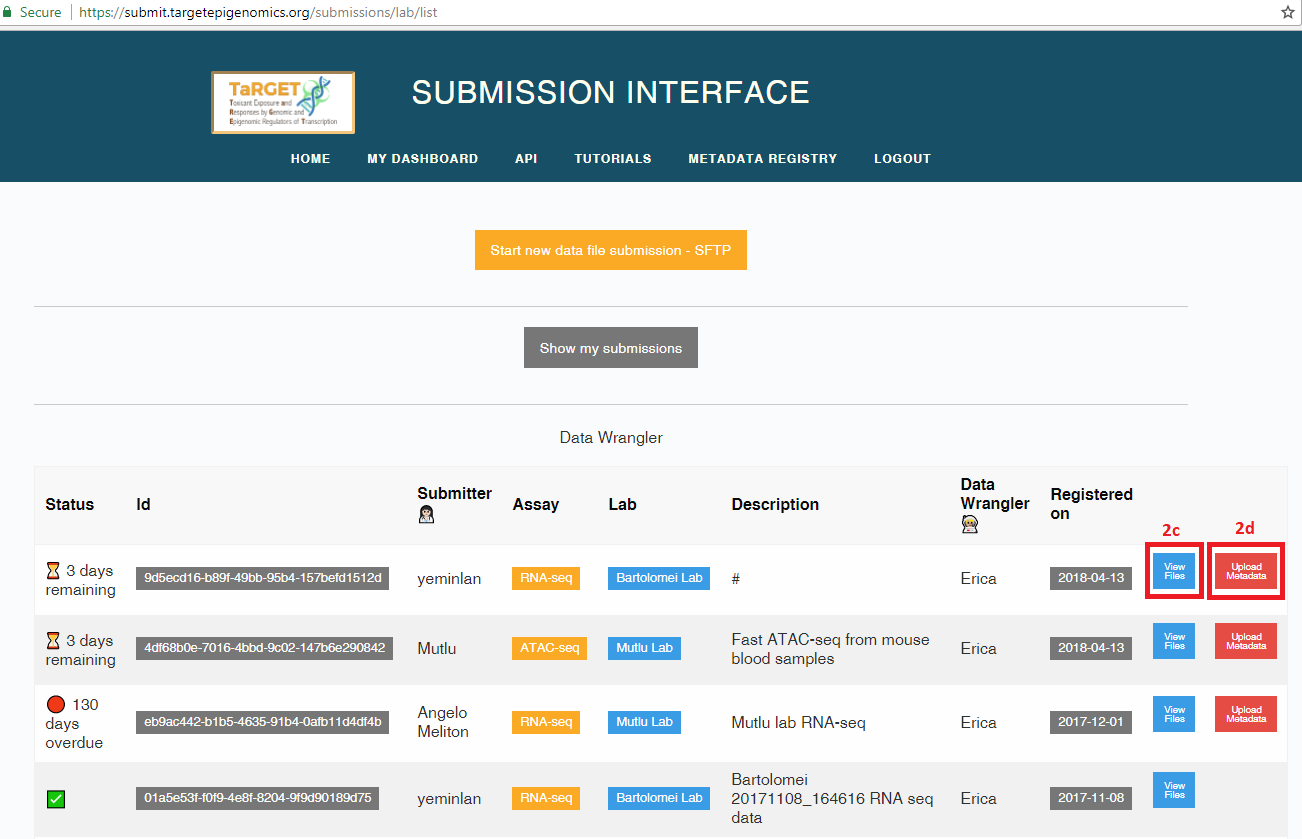 Secure | https://submit.targetepigenomics.org/submissions/lab/list
TaRGET
Toxicant Exposure and
Responses by Genomic and
Epigenomic Regulators of Transcription
SUBMISSION INTERFACE
HOME MY DASHBOARD API TUTORIALS METADATA REGISTRY LOGOUT
Start new data file submission - SFTP
Show my submissions
Data Wrangler
Status Id Submitter Assay Lab Description Data Wrangler Registered on
2c 2d
3 days remaining 9d5ecd16-b89f-49bb-95b4-157befd1512d yeminlan RNA-seq Bartolomei Lab # Erica 2018-04-13 View Files Upload Metadata
3 days remaining 4df68b0e-7016-4bbd-9c02-147b6e290842 Mutlu ATAC-seq Mutlu Lab Fast ATAC-seq from mouse blood samples Erica 2018-04-13 View Files Upload Metadata
130 days overdue eb9ac442-b1b5-4635-91b4-0afb11d4df4b Angelo Meliton RNA-seq Mutlu Lab Mutlu lab RNA-seq Erica 2017-12-01 View Files Upload Metadata
01a5e53f-f0f9-4e8f-8204-9f9d90189d75 yeminlan RNA-seq Bartolomei Lab Bartolomei 20171108_164616 RNA seq data Erica 2017-11-08 View Files